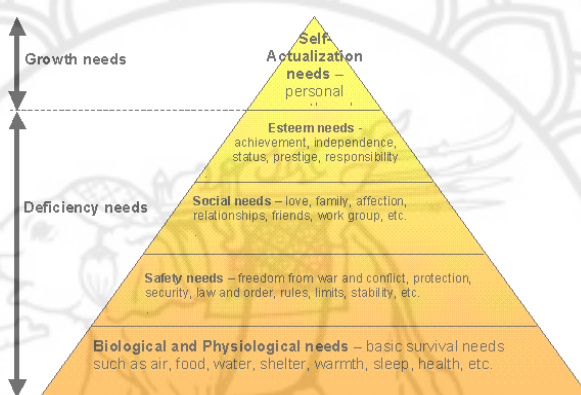 Growth needs
Self-
Actualization
needs –
personal
Esteem needs -
achievement, independence,
status, prestige, responsibility
Deficiency needs
Social needs – love, family, affection,
relationships, friends, work group, etc.
Safety needs – freedom from war and conflict, protection,
security, law and order, rules, limits, stability, etc.
Biological and Physiological needs – basic survival needs
such as air, food, water, shelter, warmth, sleep, health, etc.